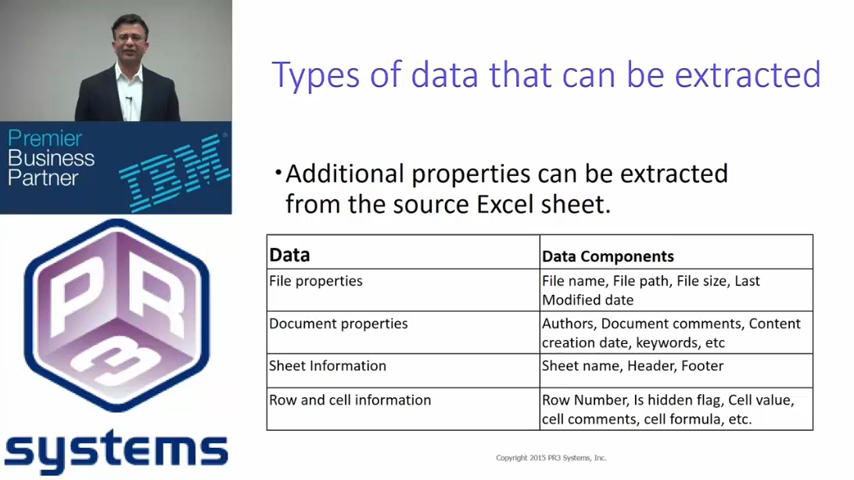 Types of data that can be extracted
Premier
Business
Partner
IBM®
•Additional properties can be extracted
from the source Excel sheet.
PR3
systems
Data
Data Components
File properties
File name, File path, File size, Last
Modified date
Document properties
Authors, Document comments, Content
creation date, keywords, etc
Sheet Information
Sheet name, Header, Footer
Row and cell information
Row Number, Is hidden flag, Cell value,
cell comments, cell formula, etc.
Copyright 2015 PR3 Systems, Inc.